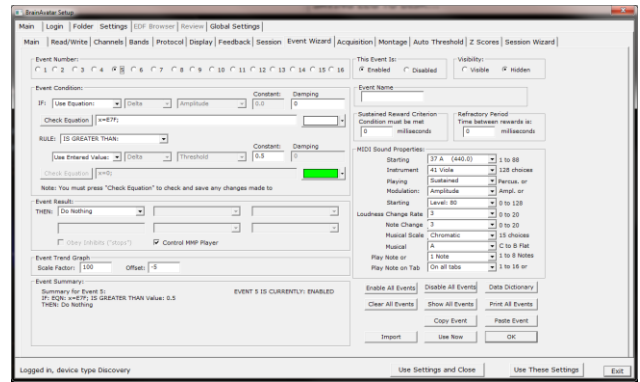 BrainAvatar Setup
Main Login Folder Settings EDF Browser Review Global Settings
Main Read/Write Channels Bands Protocol Display Feedback Session Event Wizard Acquisition Montage Auto Threshold Z Scores Session Wizard
Event Number:
1 2 3 4 5 6 7 8 9 10 11 12 13 14 15 16
This Event Is:
Enabled Disabled
Visibility:
Visible Hidden
Event Condition:
Constant: Damping
IF: Use Equation: Delta Amplitude 0.0 0
Check Equation x=E7F;
RULE: IS GREATER THAN:
Constant: Damping
Use Entered Value: Delta Threshold 0.5 0
Check Equation x=0;
Note: You must press "Check Equation" to check and save any changes made to
Event Name
Sustained Reward Criterion
Condition must be met
0 milliseconds
Refractory Period
Time between rewards is:
0 milliseconds
MIDI Sound Properties:
Starting 37 A (440.0) 1 to 88
Instrument 41 Viola 128 choices
Playing Sustained Percus. or
Modulation: Amplitude Ampl. or
Starting Level: 80 0 to 128
Loudness Change Rate 3 0 to 20
Note Change 3 0 to 20
Musical Scale Chromatic 15 choices
Musical A C to B Flat
Play Note or 1 Note 1 to 8 Notes
Play Note on Tab On all tabs 1 to 16 or
Event Result:
THEN: Do Nothing
Obey Inhibits ("stops") Control MMP Player
Event Trend Graph
Scale Factor: 100 Offset: -5
Event Summary:
Summary for Event 5: EVENT 5 IS CURRENTLY: ENABLED
IF: EQN: x=E7F; IS GREATER THAN Value: 0.5
THEN: Do Nothing
Enable All Events Disable All Events Data Dictionary
Clear All Events Show All Events Print All Events
Copy Event Paste Event
Import Use Now OK
Logged in, device type Discovery
Use Settings and Close Use These Settings Exit